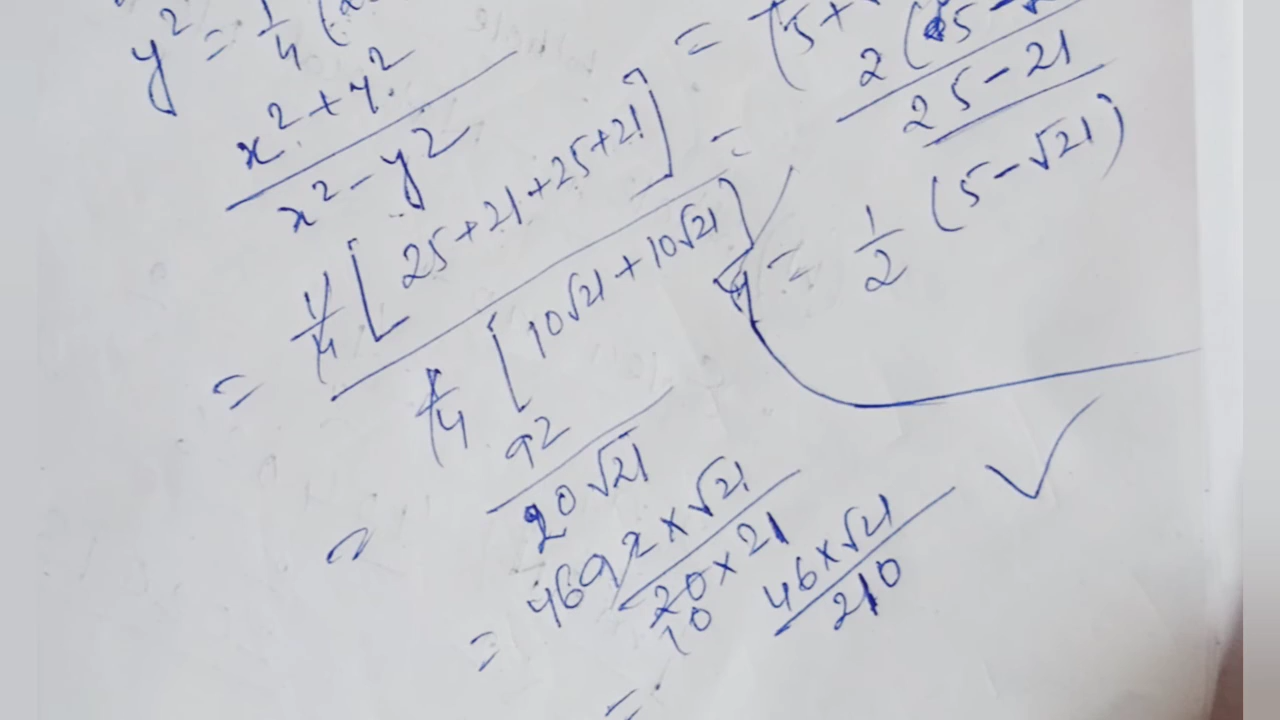 y² = 1/4 (
x² + y²
x² - y²
= 1/4 [25 + 21 + 25 + 21]
1/4 [10√21 + 10√21]
= 92
20√21
= 46 92 × √21
20 × 21
10
46 × √21
210
=
= (5 +
2 (5 -
= 25 - 21
y = 1/2 (5 - √21)